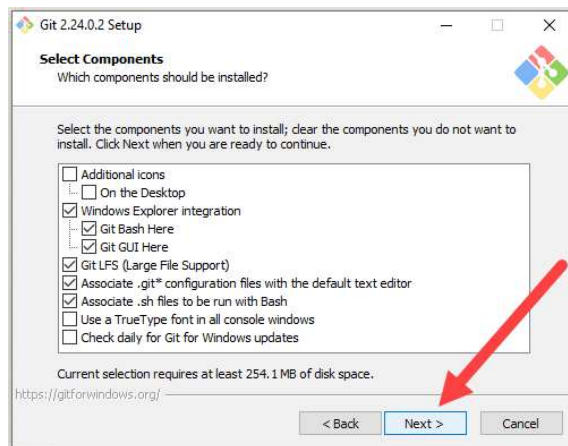 Git 2.24.0.2 Setup
Select Components
Which components should be installed?
Select the components you want to install; clear the components you do not want to
install. Click Next when you are ready to continue.
Additional icons
On the Desktop
Windows Explorer integration
Git Bash Here
Git GUI Here
Git LFS (Large File Support)
Associate .git* configuration files with the default text editor
Associate .sh files to be run with Bash
Use a TrueType font in all console windows
Check daily for Git for Windows updates
Current selection requires at least 254.1 MB of disk space.
https://gitforwindows.org/
< Back Next > Cancel